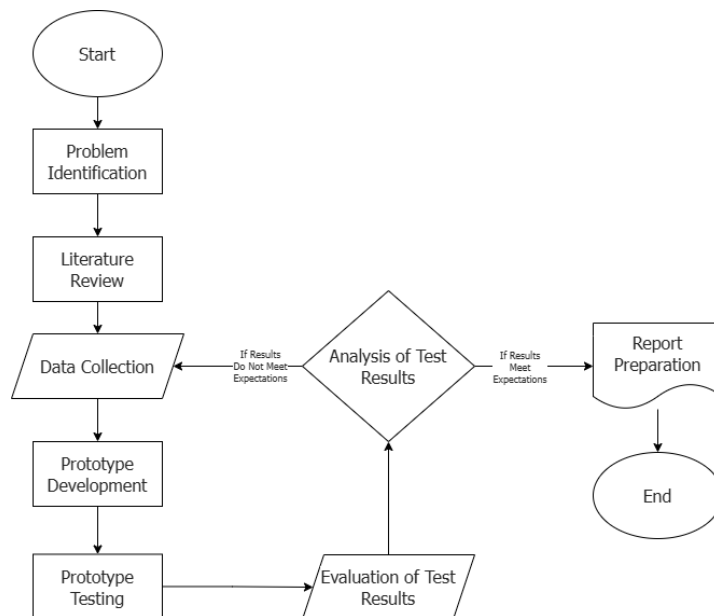 Start
Problem
Identification
Literature
Review
Data Collection
Prototype
Development
Prototype
Testing
Evaluation of Test
Results
Analysis of Test
Results
If Results
Do Not Meet
Expectations
If Results
Meet
Expectations
Report
Preparation
End